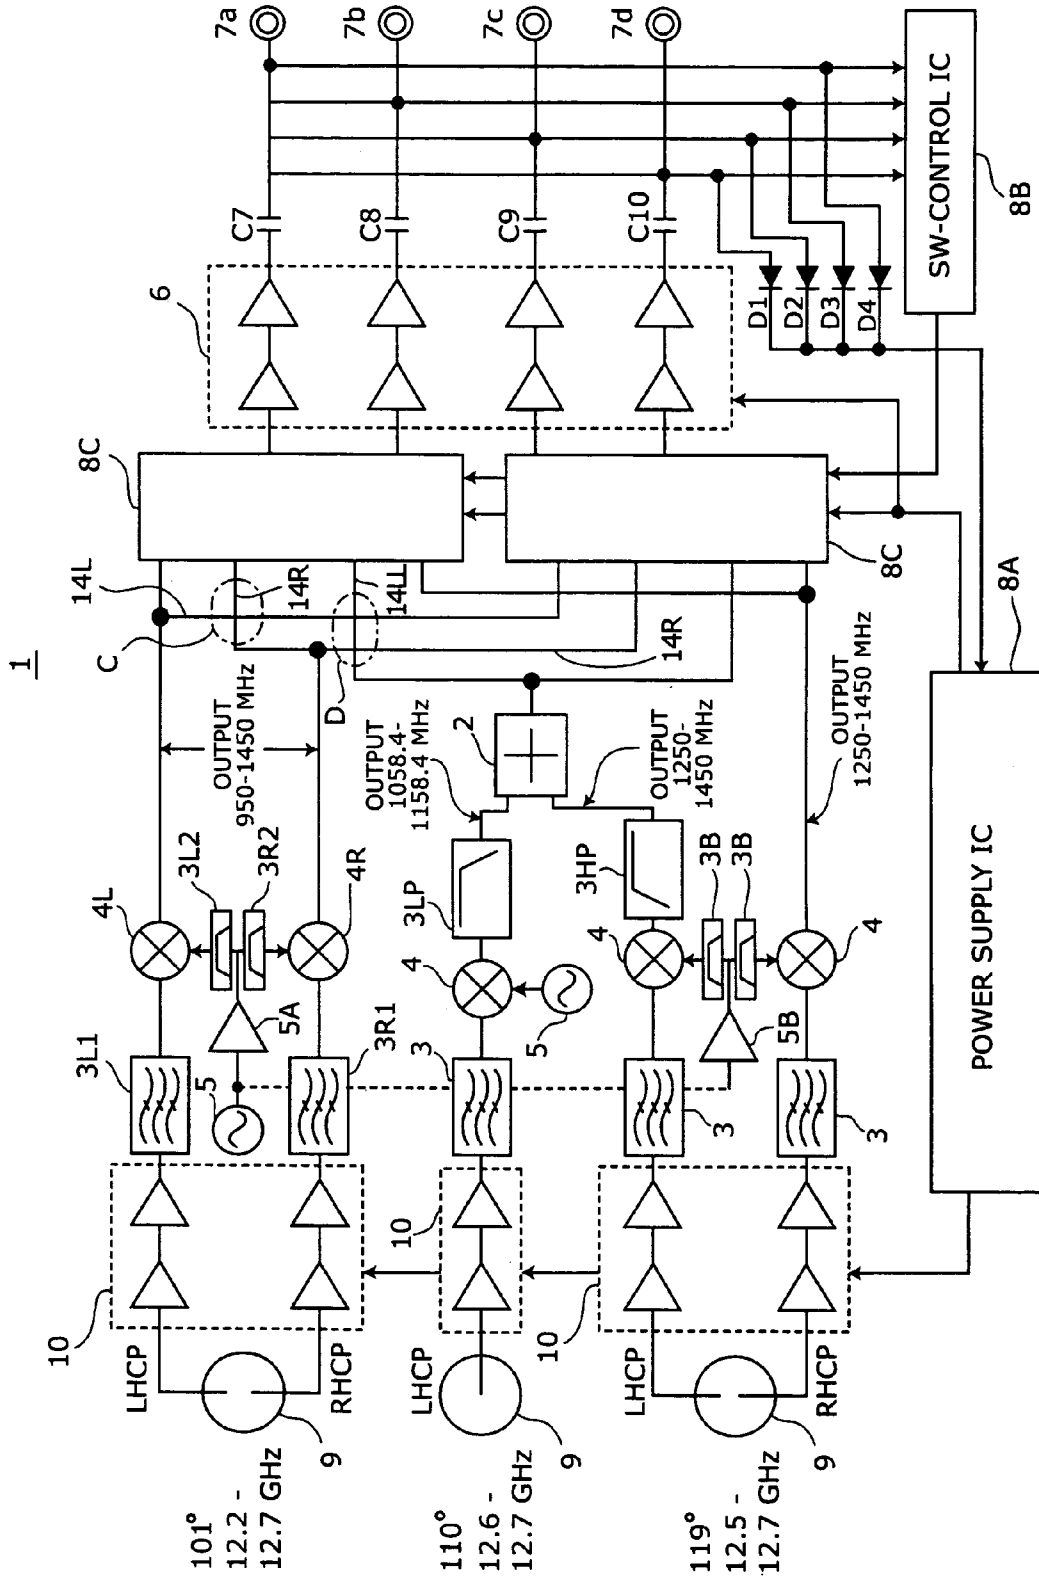 1
101°
12.2 -
12.7 GHz
110°
12.6 -
12.7 GHz
119°
12.5 -
12.7 GHz
9
9
9
LHCP
RHCP
LHCP
LHCP
RHCP
10
10
10
3L1
5
5A
3R1
3
5
3
5B
3
4L
3L2
3R2
4R
4
3LP
4
3HP
3B
3B
4
OUTPUT
950-1450 MHz
OUTPUT
1058.4-
1158.4 MHz
2
OUTPUT
1250-
1450 MHz
OUTPUT
1250-1450 MHz
C
14L
14R
D
14LL
14R
8C
8C
6
C7
C8
C9
C10
7a
7b
7c
7d
D1
D2
D3
D4
SW-CONTROL IC
8B
POWER SUPPLY IC
8A